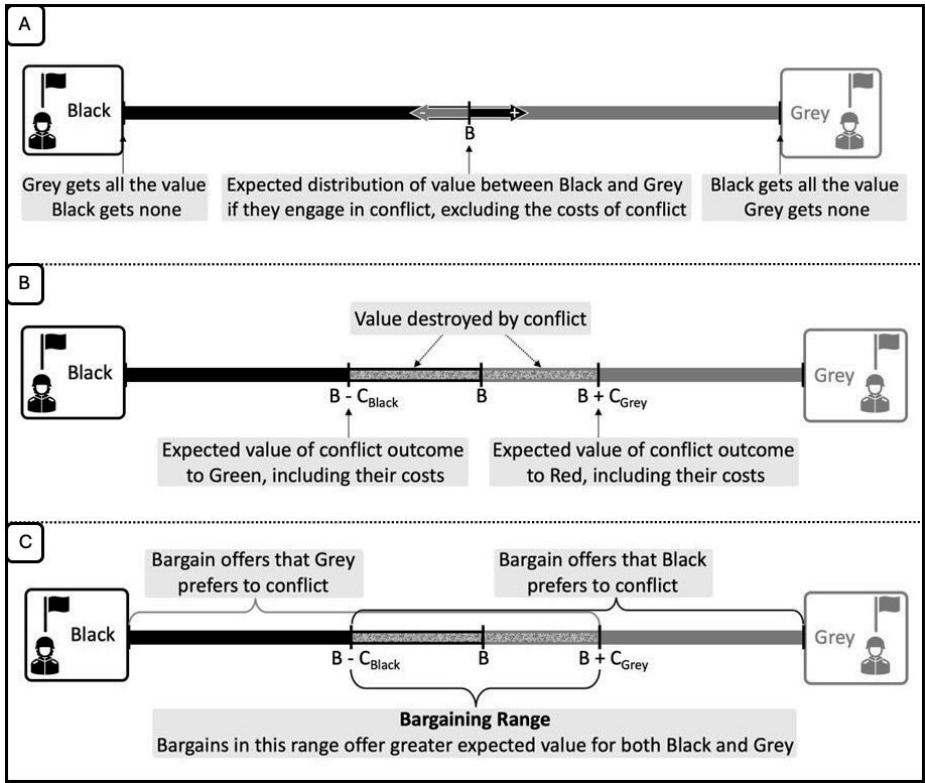 A
Black
Grey
-
+
B
Grey gets all the value
Black gets none
Expected distribution of value between Black and Grey
if they engage in conflict, excluding the costs of conflict
Black gets all the value
Grey gets none
B
Value destroyed by conflict
Black
Grey
B - CBlack
B
B + CGrey
Expected value of conflict outcome
to Green, including their costs
Expected value of conflict outcome
to Red, including their costs
C
Bargain offers that Grey
prefers to conflict
Bargain offers that Black
prefers to conflict
Black
Grey
B - CBlack
B
B + CGrey
Bargaining Range
Bargains in this range offer greater expected value for both Black and Grey